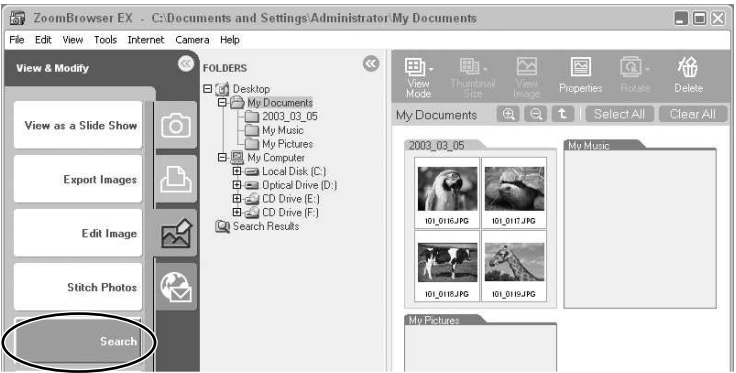 ZoomBrowser EX - C:\Documents and Settings\Administrator\My Documents
File Edit View Tools Internet Camera Help
View & Modify
View as a Slide Show
Export Images
Edit Image
Stitch Photos
Search
FOLDERS
Desktop
My Documents
2003_03_05
My Music
My Pictures
My Computer
Local Disk (C:)
Optical Drive (D:)
CD Drive (E:)
CD Drive (F:)
Search Results
View Mode
Thumbnail Size
View Image
Properties
Rotate
Delete
My Documents
Select All
Clear All
2003_03_05
My Music
101_0116.JPG
101_0117.JPG
101_0118.JPG
101_0119.JPG
My Pictures